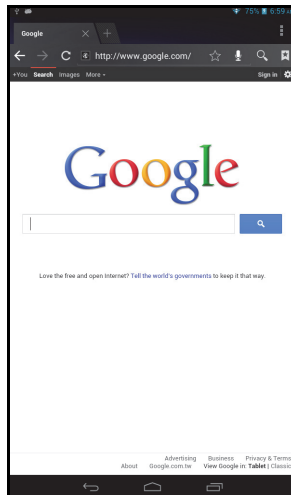 75% 6:59
Google
http://www.google.com/
+You Search Images More
Sign in
Google
Love the free and open Internet? Tell the world's governments to keep it that way.
Advertising Business Privacy & Terms
About Google.com.tw View Google in: Tablet | Classic